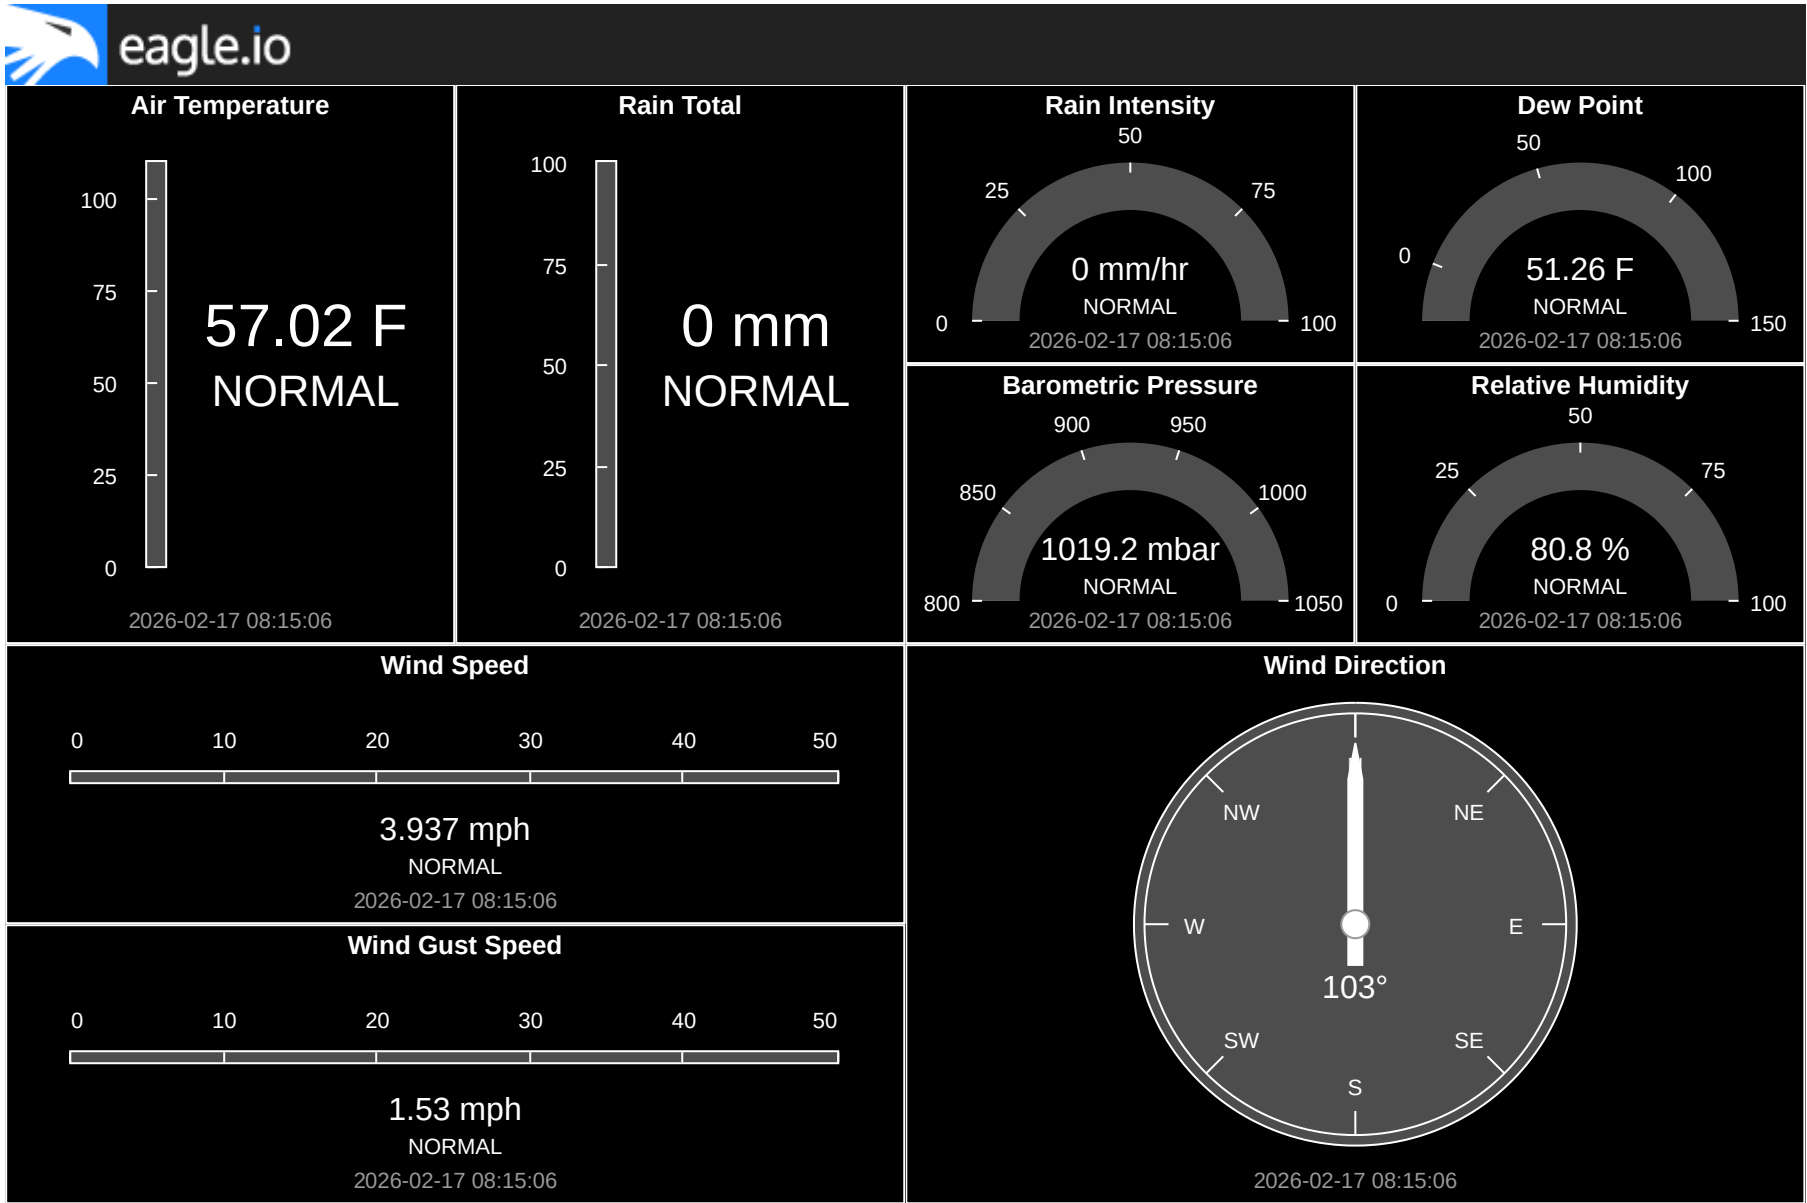 eagle.io
Air Temperature
100
75
50
25
0
57.02 F
NORMAL
2026-02-17 08:15:06
Rain Total
100
75
50
25
0
0 mm
NORMAL
2026-02-17 08:15:06
Rain Intensity
0
25
50
75
100
0 mm/hr
NORMAL
2026-02-17 08:15:06
Dew Point
0
50
100
150
51.26 F
NORMAL
2026-02-17 08:15:06
Barometric Pressure
800
850
900
950
1000
1050
1019.2 mbar
NORMAL
2026-02-17 08:15:06
Relative Humidity
0
25
50
75
100
80.8 %
NORMAL
2026-02-17 08:15:06
Wind Speed
0 10 20 30 40 50
3.937 mph
NORMAL
2026-02-17 08:15:06
Wind Gust Speed
0 10 20 30 40 50
1.53 mph
NORMAL
2026-02-17 08:15:06
Wind Direction
NW
NE
W
E
103°
SW
SE
S
2026-02-17 08:15:06